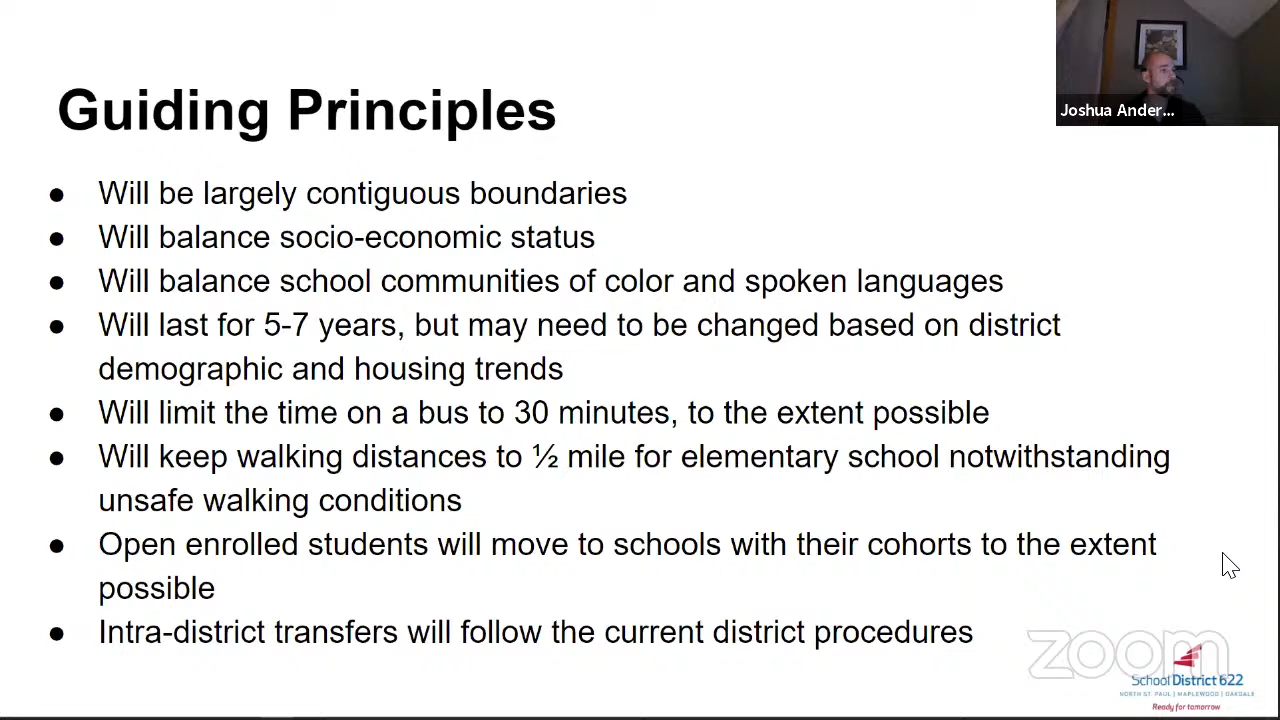 Joshua Ander...
Guiding Principles
● Will be largely contiguous boundaries
● Will balance socio-economic status
● Will balance school communities of color and spoken languages
● Will last for 5-7 years, but may need to be changed based on district
demographic and housing trends
● Will limit the time on a bus to 30 minutes, to the extent possible
● Will keep walking distances to ½ mile for elementary school notwithstanding
unsafe walking conditions
● Open enrolled students will move to schools with their cohorts to the extent
possible
● Intra-district transfers will follow the current district procedures
zoom
School District 622
NORTH ST. PAUL | MAPLEWOOD | OAKDALE
Ready for tomorrow